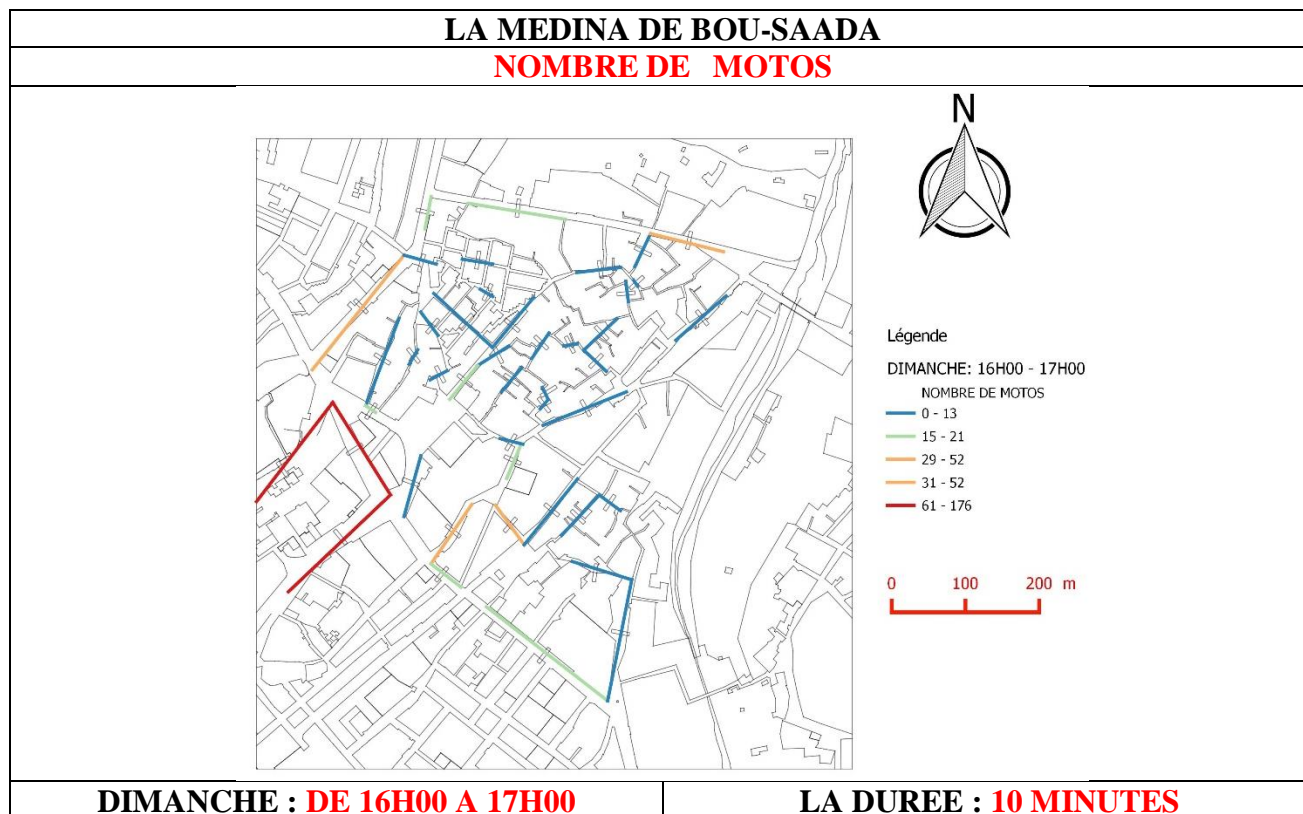 LA MEDINA DE BOU-SAADA
NOMBRE DE MOTOS
N
Légende
DIMANCHE: 16H00 - 17H00
NOMBRE DE MOTOS
0 - 13
15 - 21
29 - 52
31 - 52
61 - 176
0 100 200 m
DIMANCHE : DE 16H00 A 17H00
LA DUREE : 10 MINUTES